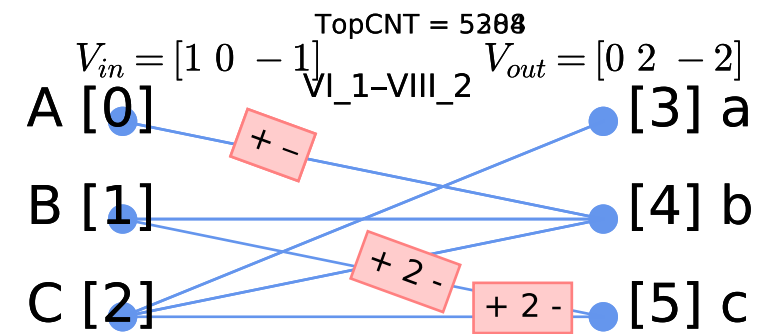 TopCNT =
V_in = [1 0 −1] V_out = [0 2 −2]
VI_1–VIII_2
A [0] [3] a
+ −
B [1] [4] b
+ 2 -
C [2] + 2 - [5] c